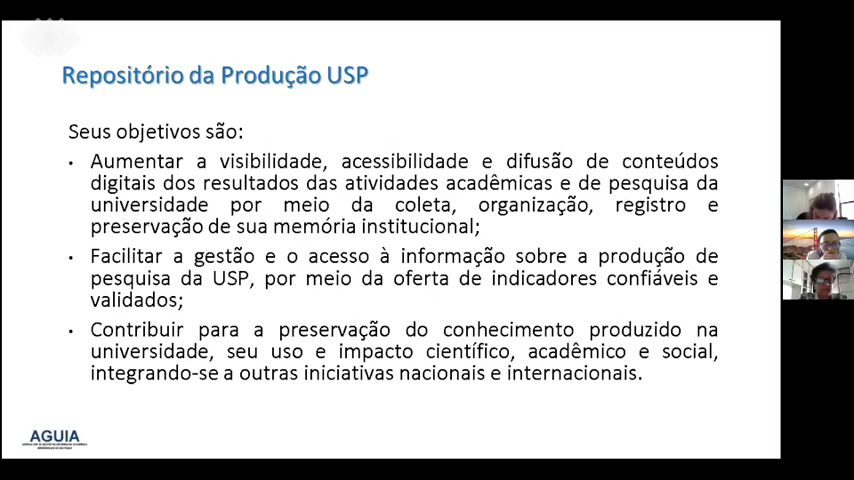 Repositório da Produção USP
Seus objetivos são:
• Aumentar a visibilidade, acessibilidade e difusão de conteúdos
digitais dos resultados das atividades acadêmicas e de pesquisa da
universidade por meio da coleta, organização, registro e
preservação de sua memória institucional;
• Facilitar a gestão e o acesso à informação sobre a produção de
pesquisa da USP, por meio da oferta de indicadores confiáveis e
validados;
• Contribuir para a preservação do conhecimento produzido na
universidade, seu uso e impacto científico, acadêmico e social,
integrando-se a outras iniciativas nacionais e internacionais.
AGUIA